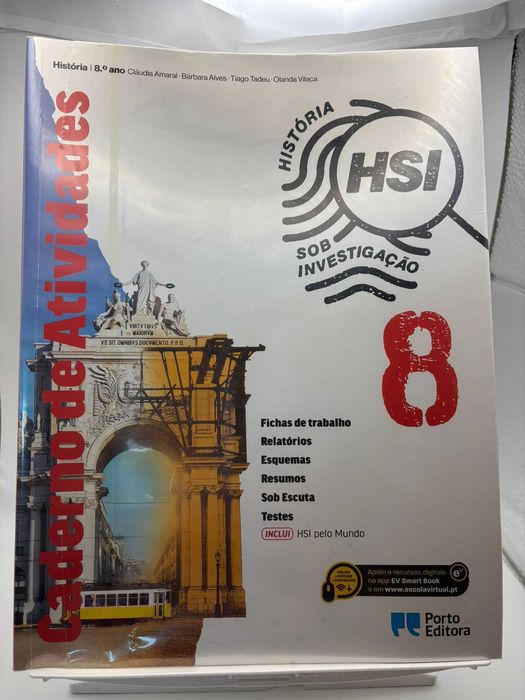 História | 8.º ano Cláudia Amaral · Bárbara Alves · Tiago Tadeu · Olanda Vilaça
Caderno de Atividades
HISTÓRIA
HSI
SOB
INVESTIGAÇÃO
8
VIRTVTIBVS
MAIORVM
VT SIT OMNIBVS DOCVMENTO. P. P. D.
Fichas de trabalho
Relatórios
Esquemas
Resumos
Sob Escuta
Testes
INCLUI HSI pelo Mundo
Apoio e recursos digitais
na app EV Smart Book
e em www.escolavirtual.pt
ev
Porto
Editora